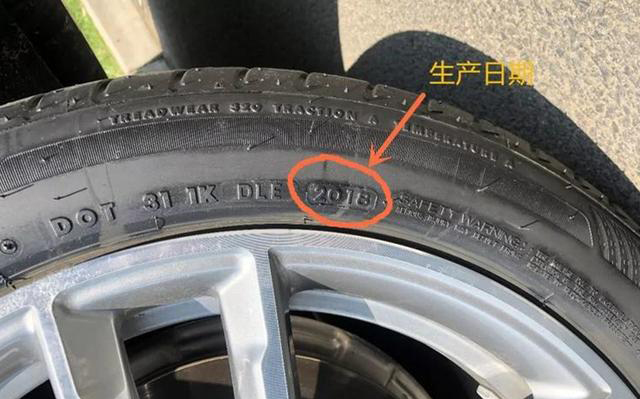 生产日期
TREADWEAR 320 TRACTION A TEMPERATURE A
DOT 31 1K DLE 2018
SAFETY WARNING: